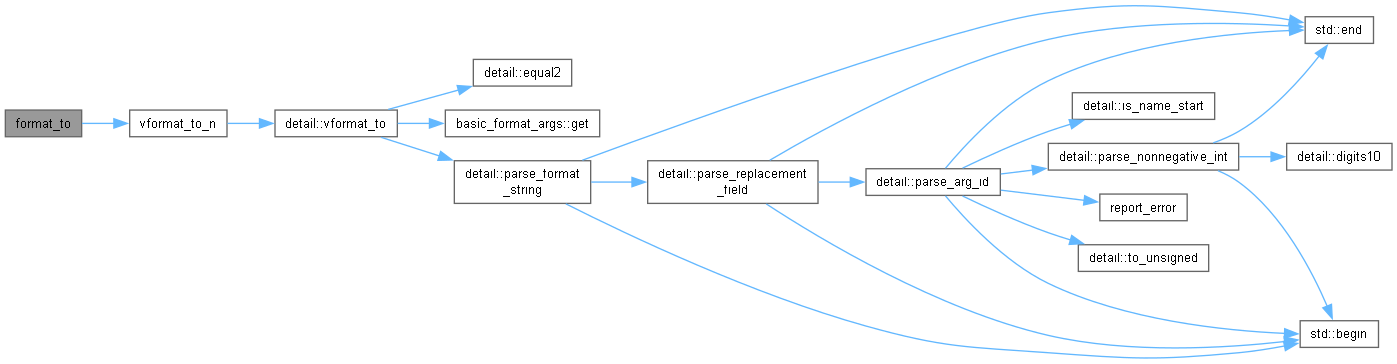 format_to
vformat_to_n
detail::vformat_to
detail::equal2
basic_format_args::get
detail::parse_format
_string
detail::parse_replacement
_field
detail::parse_arg_id
detail::is_name_start
detail::parse_nonnegative_int
report_error
detail::to_unsigned
std::end
detail::digits10
std::begin